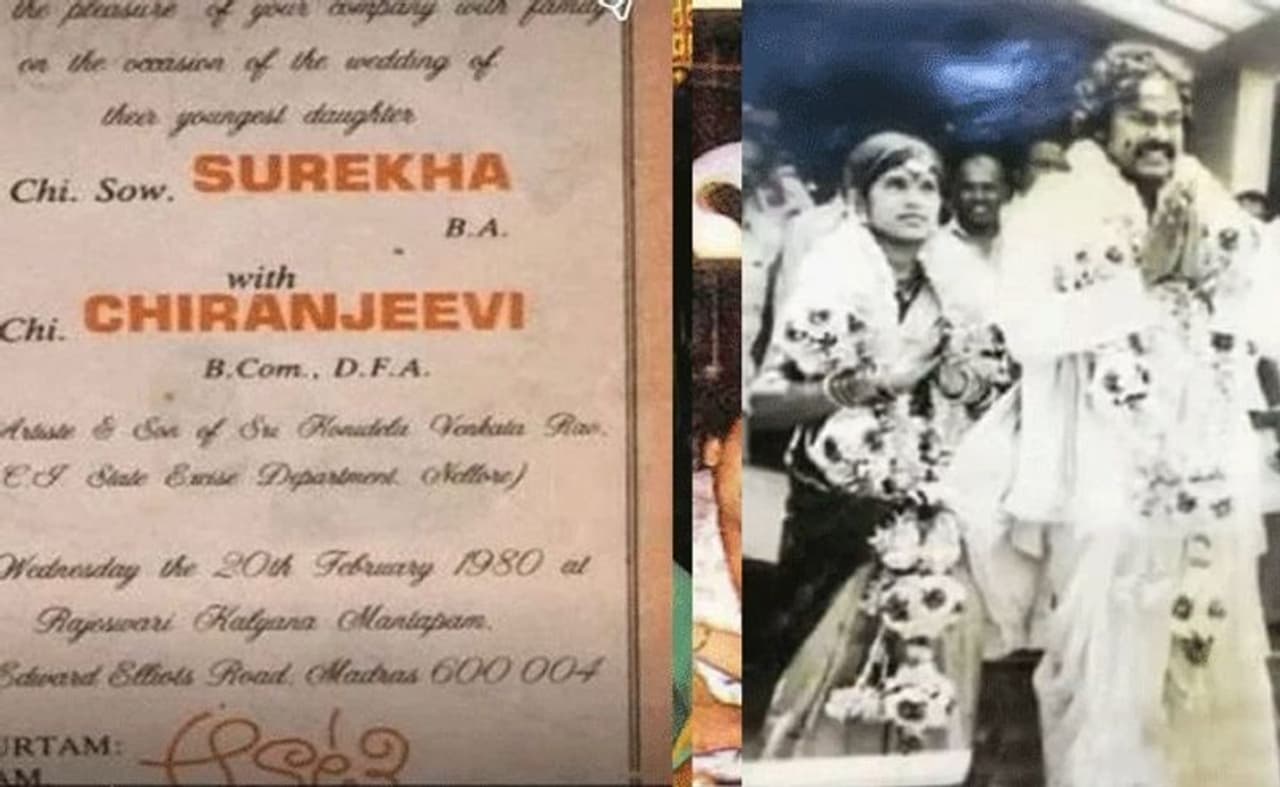 the pleasure of your company with family
on the occasion of the wedding of
their youngest daughter
Chi. Sow. SUREKHA
B.A.
with
Chi. CHIRANJEEVI
B.Com., D.F.A.
Artiste & Son of Sri Konidela Venkata Rao,
C I State Excise Department, Nellore)
Wednesday the 20th February 1980 at
Rajeswari Kalyana Mantapam,
Edward Elliots Road, Madras 600 004
URTAM:
AM